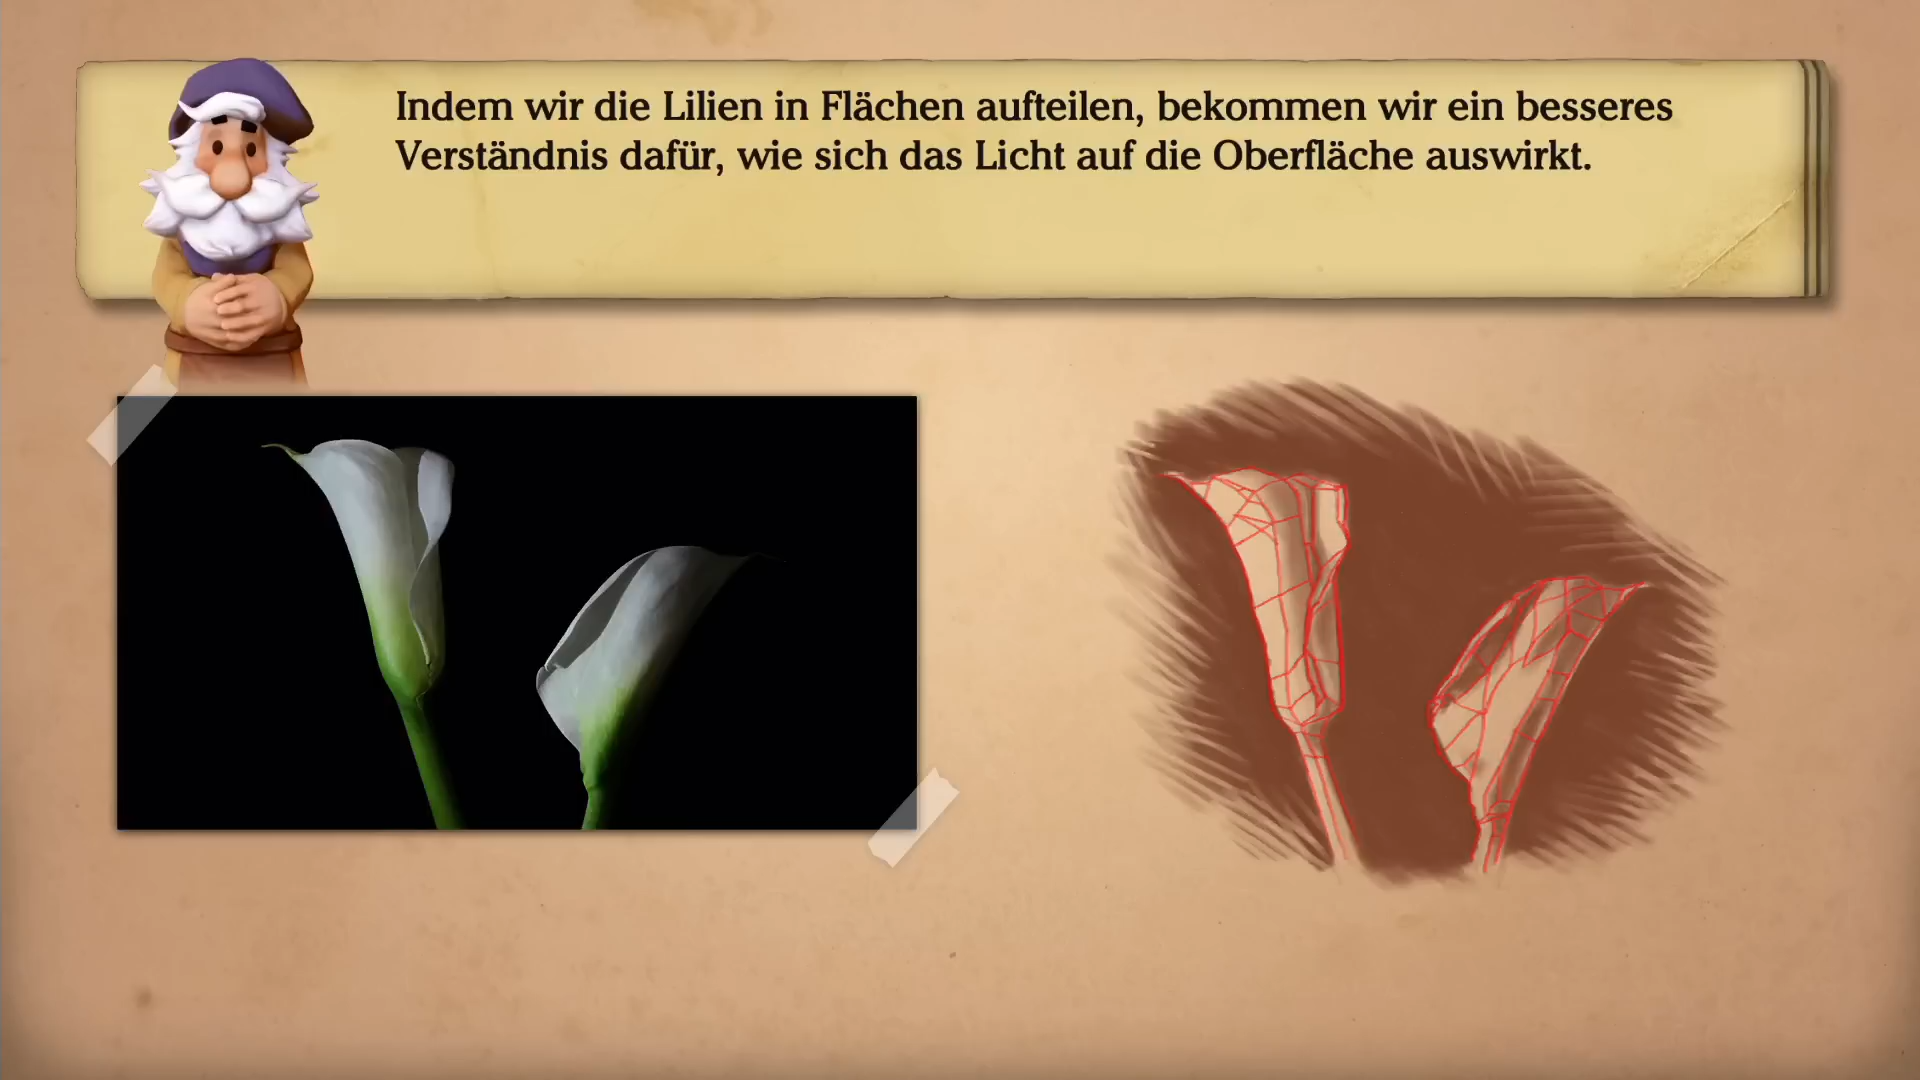 Indem wir die Lilien in Flächen aufteilen, bekommen wir ein besseres
Verständnis dafür, wie sich das Licht auf die Oberfläche auswirkt.